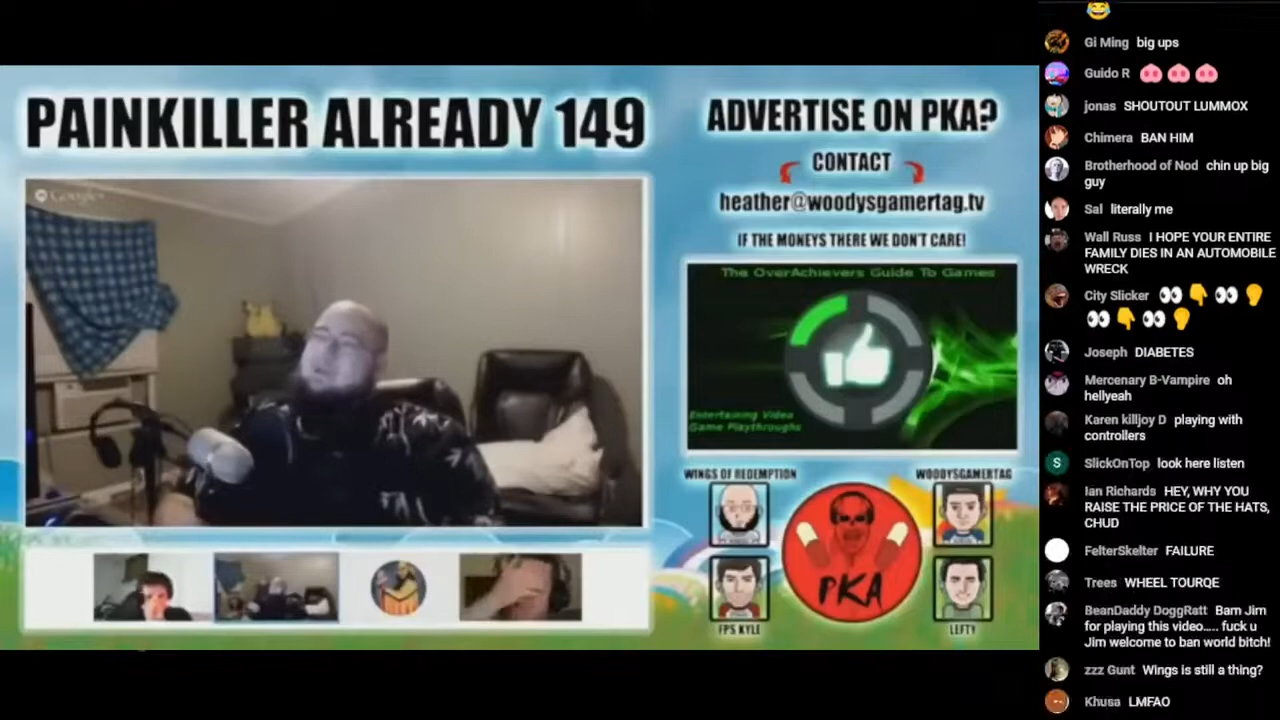 PAINKILLER ALREADY 149
Google+
ADVERTISE ON PKA?
CONTACT
heather@woodysgamertag.tv
IF THE MONEYS THERE WE DON'T CARE!
The OverAchievers Guide To Games
Entertaining Video
Game Playthroughs
WINGS OF REDEMPTION
WOODYSGAMERTAG
PKA
FPS KYLE
LEFTY
Gi Ming big ups
Guido R
jonas SHOUTOUT LUMMOX
Chimera BAN HIM
Brotherhood of Nod chin up big
guy
Sal literally me
Wall Russ I HOPE YOUR ENTIRE
FAMILY DIES IN AN AUTOMOBILE
WRECK
City Slicker
Joseph DIABETES
Mercenary B-Vampire oh
hellyeah
Karen killjoy D playing with
controllers
S
SlickOnTop look here listen
Ian Richards HEY, WHY YOU
RAISE THE PRICE OF THE HATS,
CHUD
FelterSkelter FAILURE
Trees WHEEL TOURQE
BeanDaddy DoggRatt Bam Jim
for playing this video..... fuck u
Jim welcome to ban world bitch!
zzz Gunt Wings is still a thing?
Khusa LMFAO